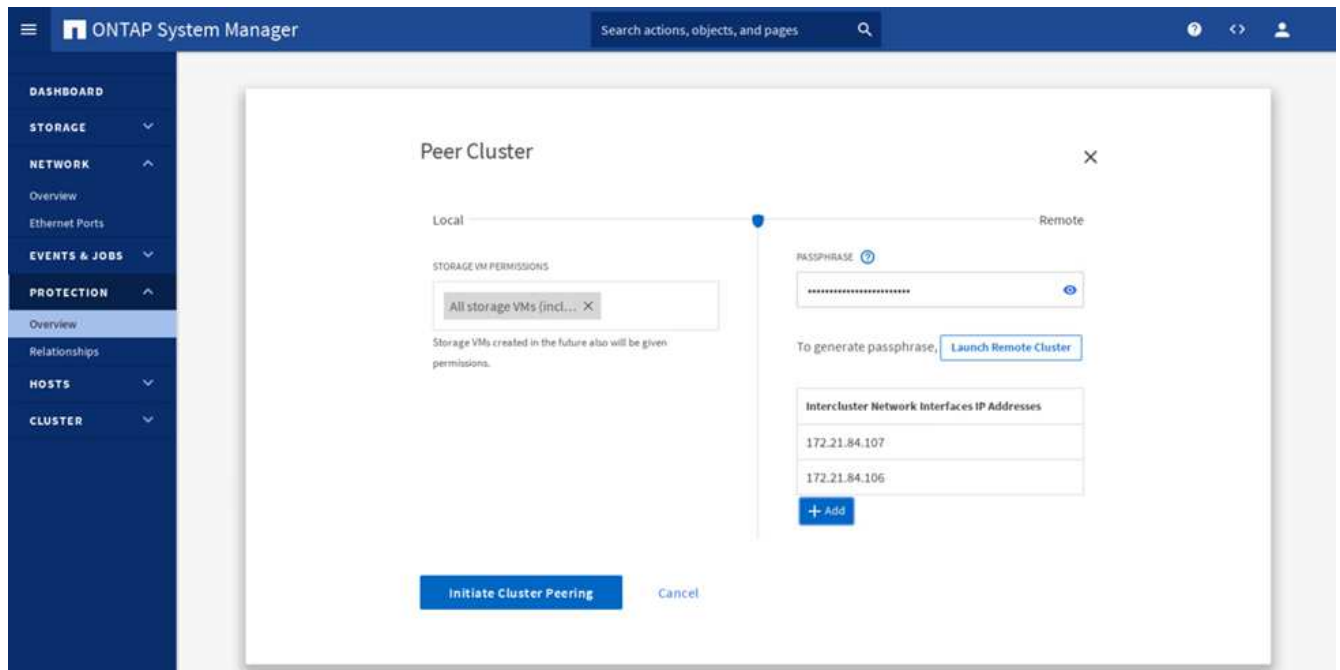 ONTAP System Manager
Search actions, objects, and pages
DASHBOARD
STORAGE
NETWORK
Overview
Ethernet Ports
EVENTS & JOBS
PROTECTION
Overview
Relationships
HOSTS
CLUSTER
Peer Cluster
Local
Remote
STORAGE VM PERMISSIONS
All storage VMs (incl...
Storage VMs created in the future also will be given
permissions.
PASSPHRASE
To generate passphrase, Launch Remote Cluster
Intercluster Network Interfaces IP Addresses
172.21.84.107
172.21.84.106
+ Add
Initiate Cluster Peering
Cancel